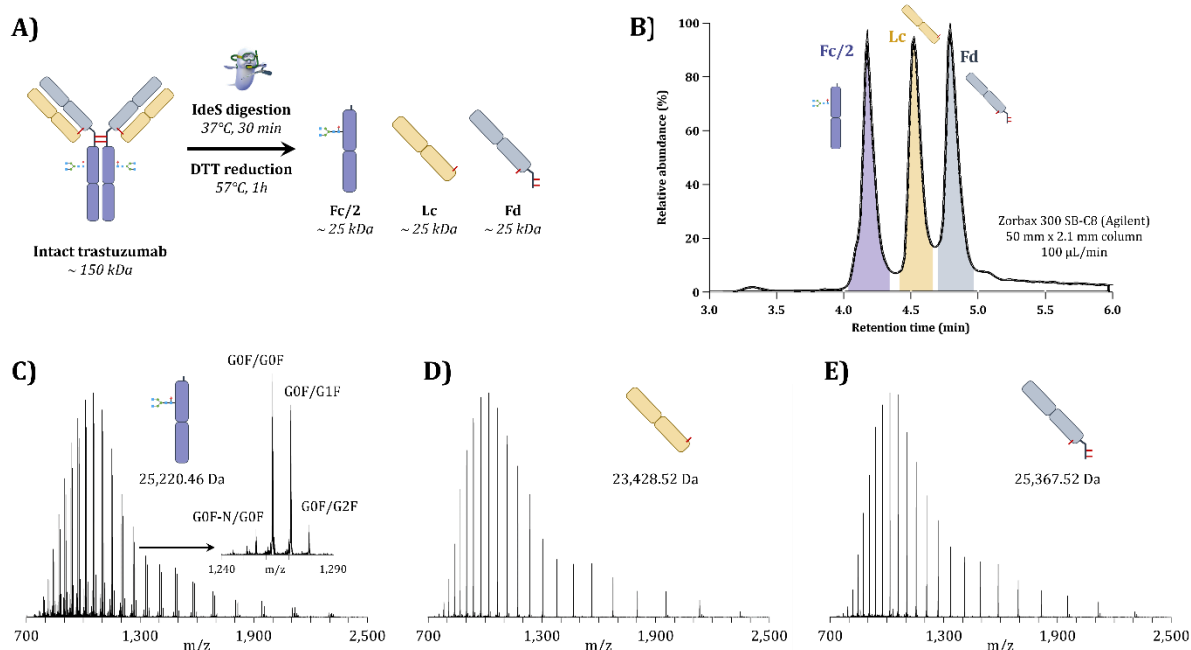 A)
IdeS digestion
37°C, 30 min
DTT reduction
57°C, 1h
Intact trastuzumab
~ 150 kDa
Fc/2
~ 25 kDa
Lc
~ 25 kDa
Fd
~ 25 kDa
B)
Relative abundance (%)
100
80
60
40
20
0
Fc/2
Lc
Fd
Zorbax 300 SB-C8 (Agilent)
50 mm x 2.1 mm column
100 µL/min
3.0 3.5 4.0 4.5 5.0 5.5 6.0
Retention time (min)
C)
25,220.46 Da
G0F/G0F
G0F/G1F
G0F/G2F
G0F-N/G0F
1,240 m/z 1,290
700 1,300 1,900 2,500
m/z
D)
23,428.52 Da
700 1,300 1,900 2,500
m/z
E)
25,367.52 Da
700 1,300 1,900 2,500
m/z